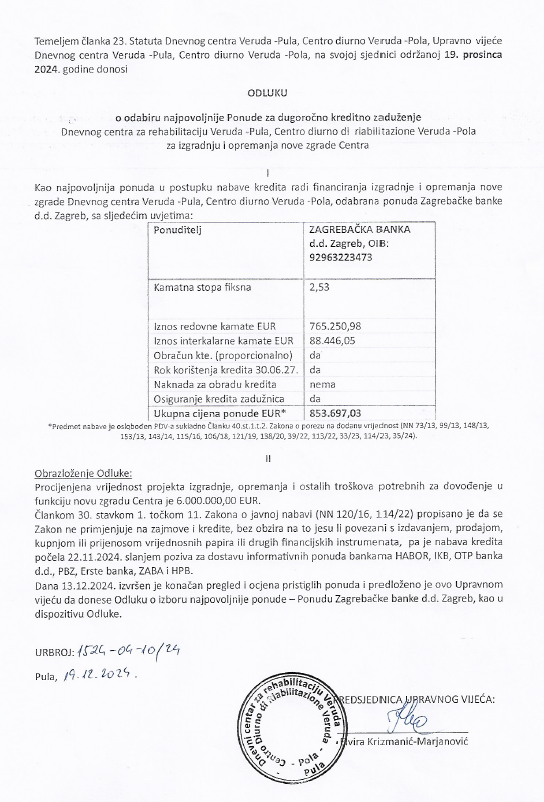 Temeljem članka 23. Statuta Dnevnog centra Veruda -Pula, Centro diurno Veruda -Pola, Upravno vijeće
Dnevnog centra Veruda -Pula, Centro diurno Veruda -Pola, na svojoj sjednici održanoj 19. prosinca
2024. godine donosi
ODLUKU
o odabiru najpovoljnije Ponude za dugoročno kreditno zaduženje
Dnevnog centra za rehabilitaciju Veruda -Pula, Centro diurno di riabilitazione Veruda -Pola
za izgradnju i opremanja nove zgrade Centra
I
Kao najpovoljnija ponuda u postupku nabave kredita radi financiranja izgradnje i opremanja nove
zgrade Dnevnog centra Veruda -Pula, Centro diurno Veruda -Pola, odabrana ponuda Zagrebačke banke
d.d. Zagreb, sa sljedećim uvjetima:
Ponuditelj ZAGREBAČKA BANKA
d.d. Zagreb, OIB:
92963223473
Kamatna stopa fiksna 2,53
Iznos redovne kamate EUR 765.250,98
Iznos interkalarne kamate EUR 88.446,05
Obračun kte. (proporcionalno) da
Rok korištenja kredita 30.06.27. da
Naknada za obradu kredita nema
Osiguranje kredita zadužnica da
Ukupna cijena ponude EUR* 853.697,03
*Predmet nabave je oslobođen PDV-a sukladno Članku 40.st.1.t.2. Zakona o porezu na dodanu vrijednost (NN 73/13, 99/13, 148/13,
153/13, 143/14, 115/16, 106/18, 121/19, 138/20, 39/22, 113/22, 33/23, 114/23, 35/24).
II
Obrazloženje Odluke:
Procijenjena vrijednost projekta izgradnje, opremanja i ostalih troškova potrebnih za dovođenje u
funkciju novu zgradu Centra je 6.000.000,00 EUR.
Člankom 30. stavkom 1. točkom 11. Zakona o javnoj nabavi (NN 120/16, 114/22) propisano je da se
Zakon ne primjenjuje na zajmove i kredite, bez obzira na to jesu li povezani s izdavanjem, prodajom,
kupnjom ili prijenosom vrijednosnih papira ili drugih financijskih instrumenata, pa je nabava kredita
počela 22.11.2024. slanjem poziva za dostavu informativnih ponuda bankama HABOR, IKB, OTP banka
d.d., PBZ, Erste banka, ZABA i HPB.
Dana 13.12.2024. izvršen je konačan pregled i ocjena pristiglih ponuda i predloženo je ovo Upravnom
vijeću da donese Odluku o izboru najpovoljnije ponude – Ponudu Zagrebačke banke d.d. Zagreb, kao u
dispozitivu Odluke.
URBROJ: 1524-04-10/24
Pula, 19.12.2024.
REDSJEDNICA UPRAVNOG VIJEĆA:
Elvira Krizmanić-Marjanović
Dnevni centar za rehabilitaciju Veruda - Pula
Centro Diurno di Riabilitazione Veruda - Pola